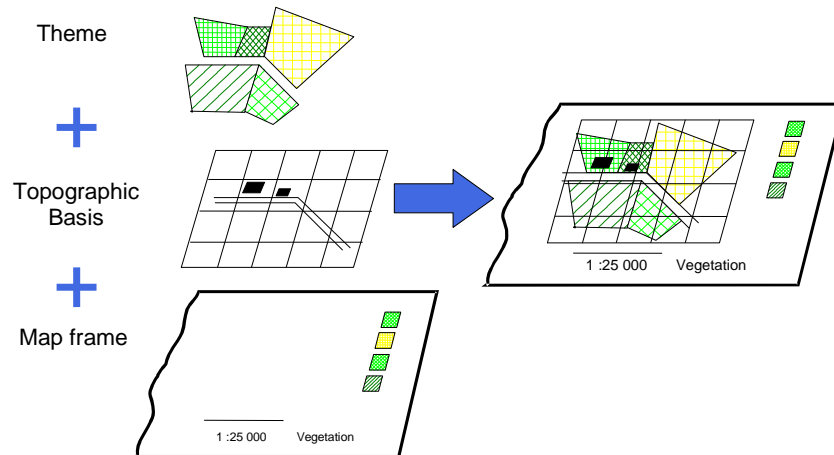 Theme
Topographic
Basis
Map frame
1 :25 000 Vegetation
1 :25 000 Vegetation